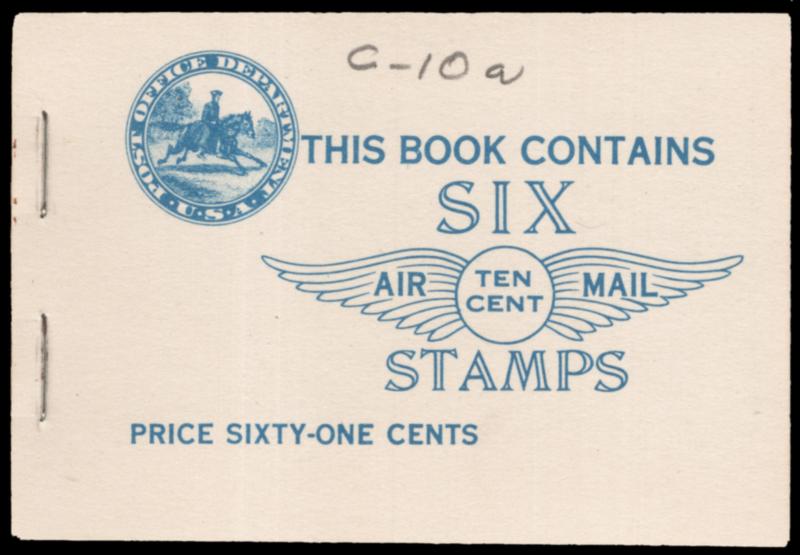 C-10a
POST OFFICE DEPARTMENT
U.S.A.
THIS BOOK CONTAINS
SIX
AIR TEN CENT MAIL
STAMPS
PRICE SIXTY-ONE CENTS